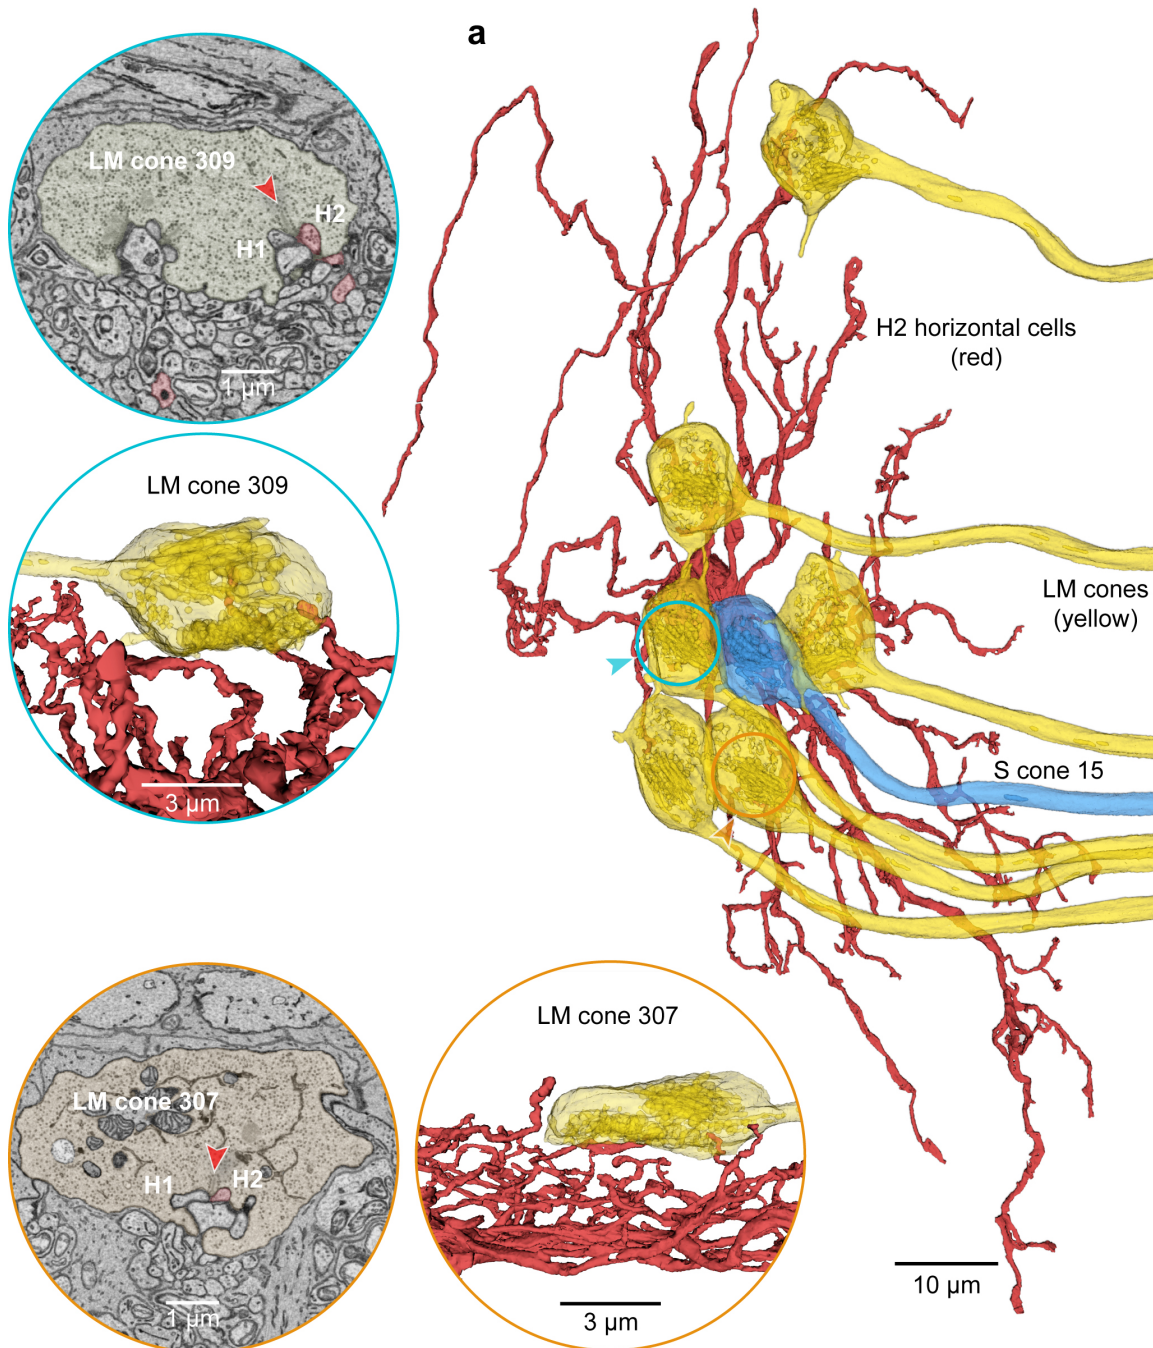 a
LM cone 309
H2
H1
1 µm
LM cone 309
3 µm
H2 horizontal cells
(red)
LM cones
(yellow)
S cone 15
LM cone 307
H1
H2
1 µm
LM cone 307
3 µm
10 µm